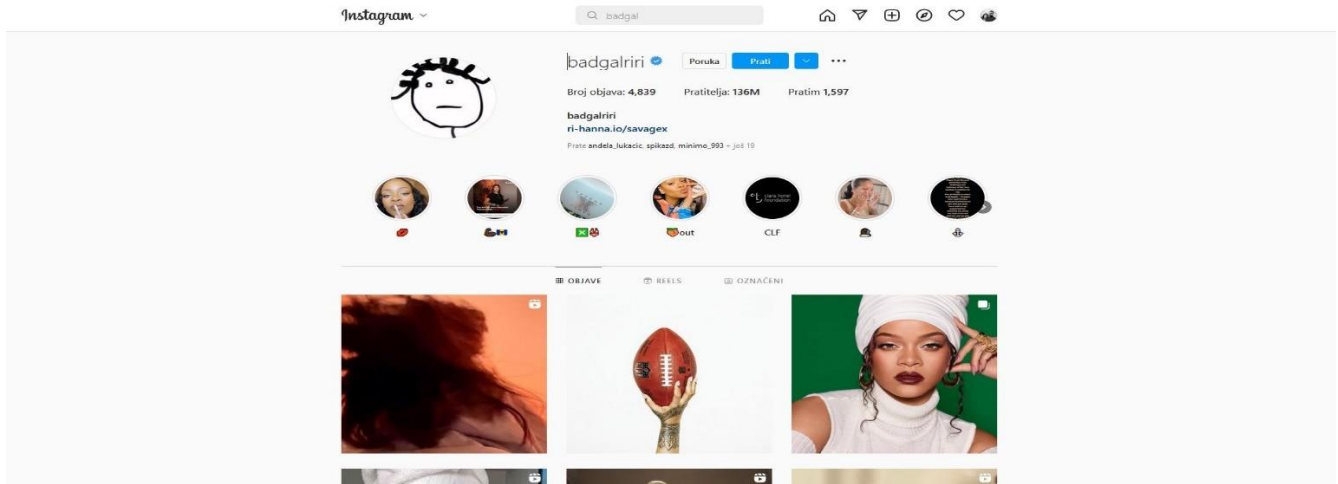 Instagram
badgal
badgalriri
Poruka
Prati
Broj objava: 4,839 Pratitelja: 136M Pratim 1,597
badgalriri
ri-hanna.io/savagex
Prate andela_lukacic, spikazd, minimo_993 + još 19
out
CLF
OBJAVE
REELS
OZNAČENI